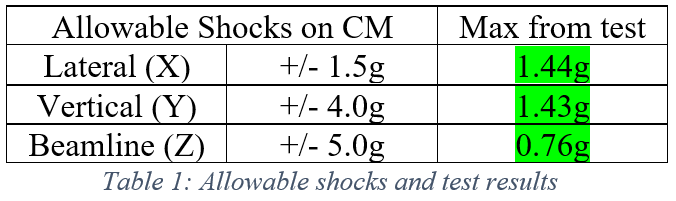 Allowable Shocks on CM Max from test
Lateral (X) +/- 1.5g 1.44g
Vertical (Y) +/- 4.0g 1.43g
Beamline (Z) +/- 5.0g 0.76g
Table 1: Allowable shocks and test results